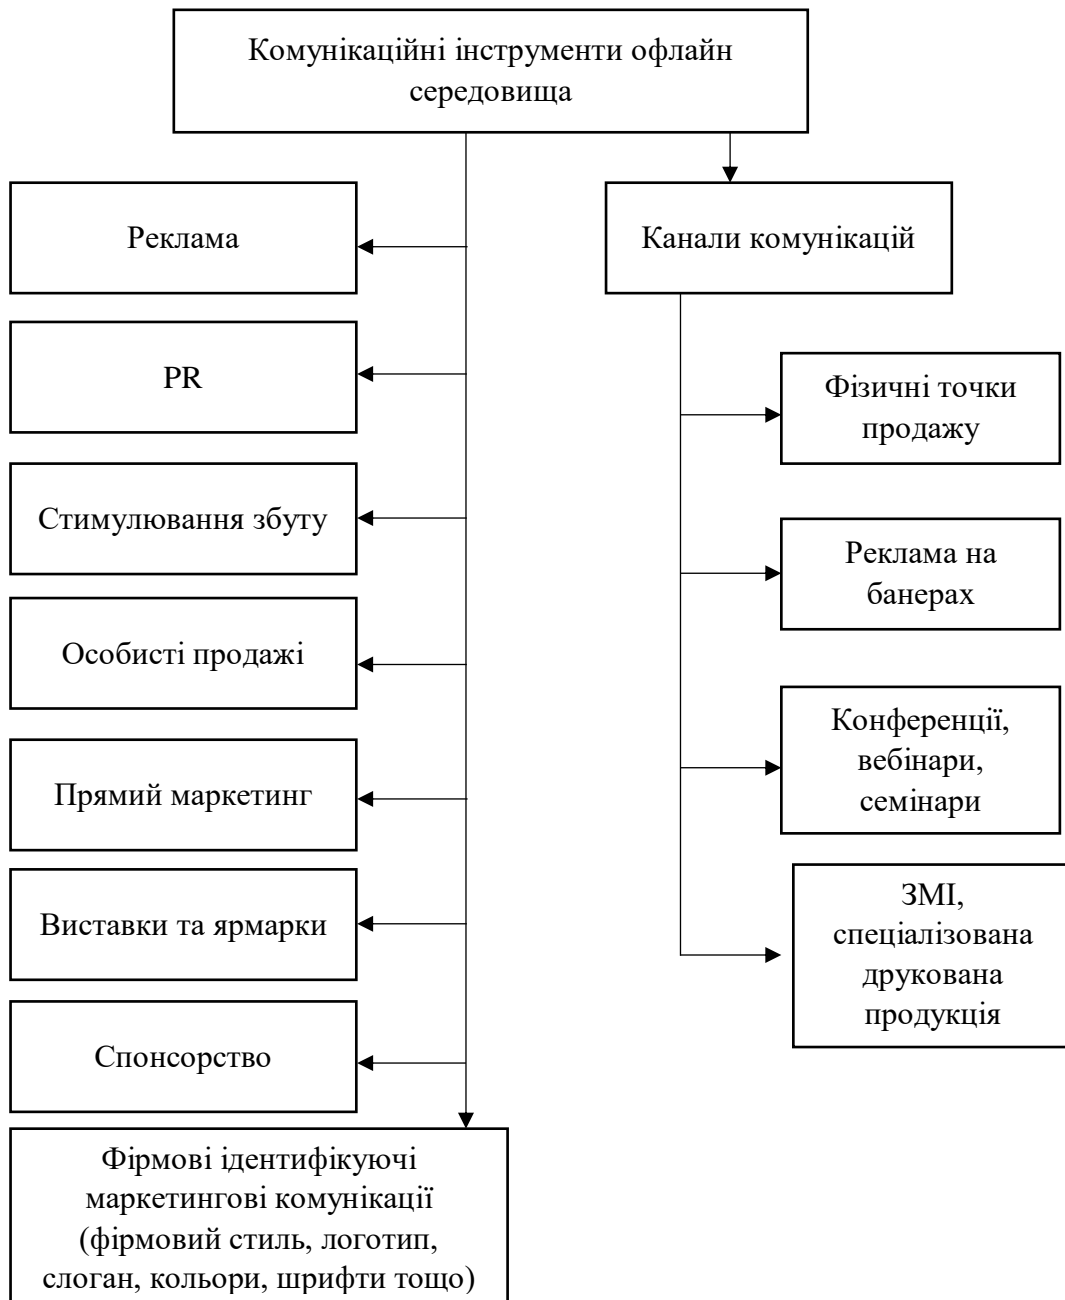 Комунікаційні інструменти офлайн
середовища
Реклама
PR
Стимулювання збуту
Особисті продажі
Прямий маркетинг
Виставки та ярмарки
Спонсорство
Фірмові ідентифікуючі
маркетингові комунікації
(фірмовий стиль, логотип,
слоган, кольори, шрифти тощо)
Канали комунікацій
Фізичні точки
продажу
Реклама на
банерах
Конференції,
вебінари,
семінари
ЗМІ,
спеціалізована
друкована
продукція